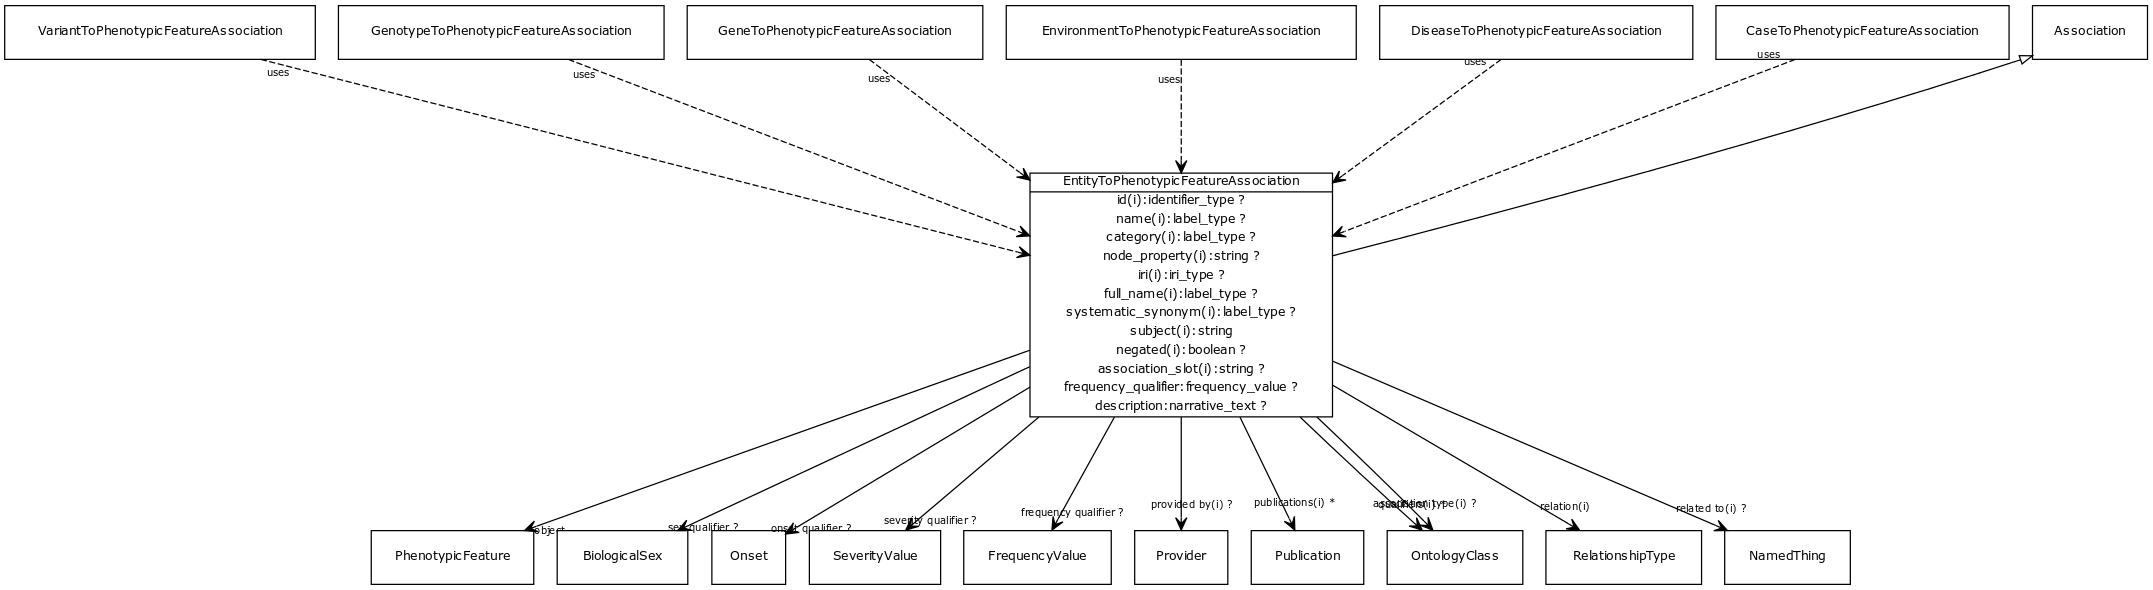 VariantToPhenotypicFeatureAssociation
GenotypeToPhenotypicFeatureAssociation
GeneToPhenotypicFeatureAssociation
EnvironmentToPhenotypicFeatureAssociation
DiseaseToPhenotypicFeatureAssociation
CaseToPhenotypicFeatureAssociation
Association
uses
uses
uses
uses
uses
uses
EntityToPhenotypicFeatureAssociation
id(i):identifier_type ?
name(i):label_type ?
category(i):label_type ?
node_property(i):string ?
iri(i):iri_type ?
full_name(i):label_type ?
systematic_synonym(i):label_type ?
subject(i):string
negated(i):boolean ?
association_slot(i):string ?
frequency_qualifier:frequency_value ?
description:narrative_text ?
object
sex qualifier ?
onset qualifier ?
severity qualifier ?
frequency qualifier ?
provided by(i) ?
publications(i) *
association type(i) ?
qualifiers(i) *
relation(i)
related to(i) ?
PhenotypicFeature
BiologicalSex
Onset
SeverityValue
FrequencyValue
Provider
Publication
OntologyClass
RelationshipType
NamedThing